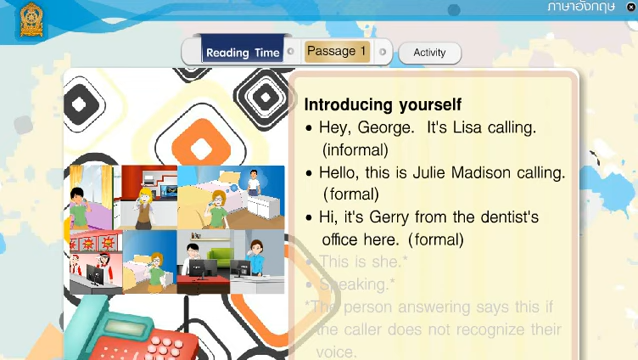 ภาษาอังกฤษ
Reading Time
Passage 1
Activity
Introducing yourself
• Hey, George. It's Lisa calling.
(informal)
• Hello, this is Julie Madison calling.
(formal)
• Hi, it's Gerry from the dentist's
office here. (formal)
• This is she.*
• Speaking.*
*The person answering says this if
the caller does not recognize their
voice.